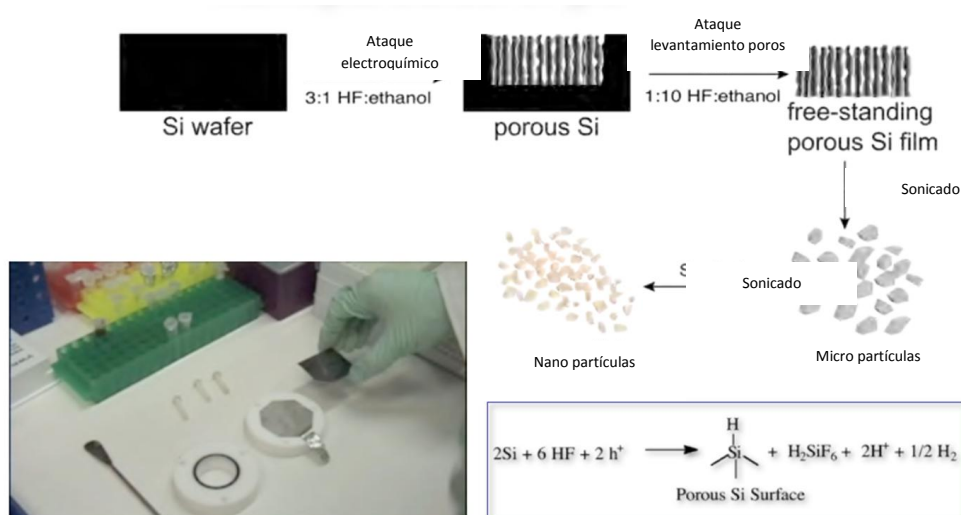 Ataque
electroquímico
3:1 HF:ethanol
Si wafer
porous Si
Ataque
levantamiento poros
1:10 HF:ethanol
free-standing
porous Si film
Sonicado
Sonicado
Micro partículas
Nano partículas
2Si + 6 HF + 2 h⁺
H
Si
+ H₂SiF₆ + 2H⁺ + 1/2 H₂
Porous Si Surface